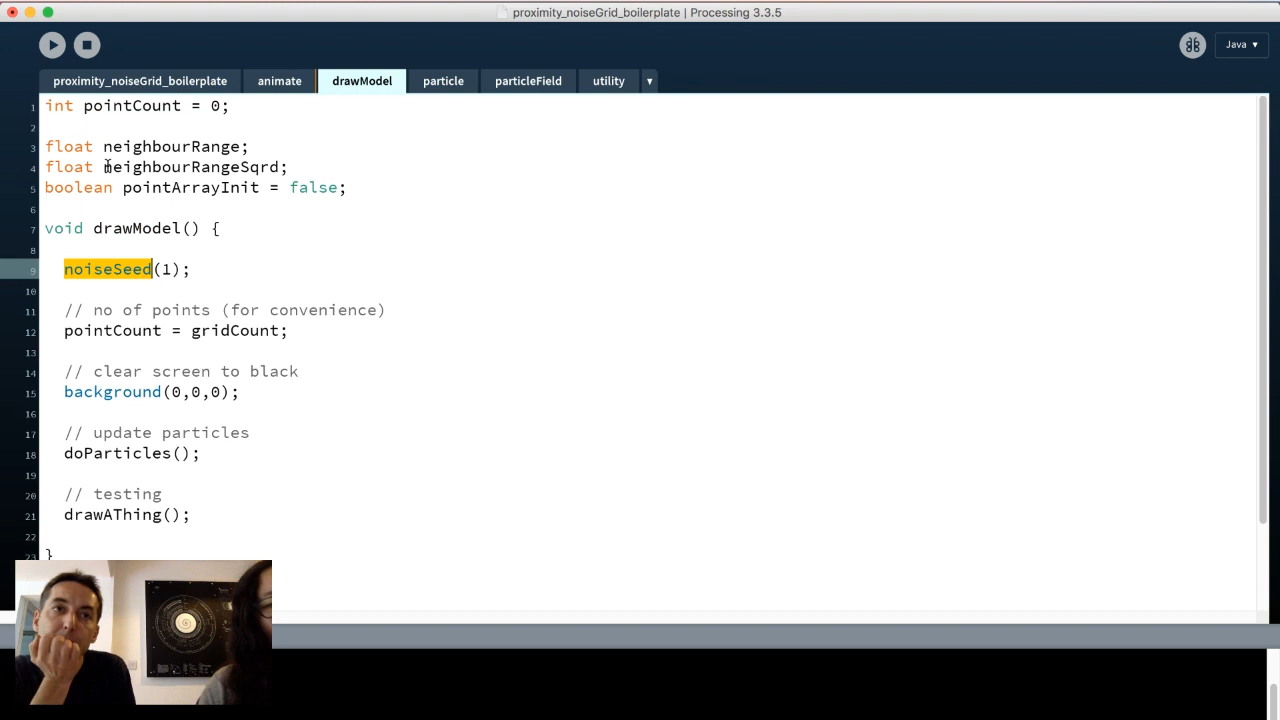 proximity_noiseGrid_boilerplate | Processing 3.3.5
Java ▾
proximity_noiseGrid_boilerplate animate drawModel particle particleField utility ▾
1 int pointCount = 0;
2
3 float neighbourRange;
4 float neighbourRangeSqrd;
5 boolean pointArrayInit = false;
6
7 void drawModel() {
8
9 noiseSeed(1);
10
11 // no of points (for convenience)
12 pointCount = gridCount;
13
14 // clear screen to black
15 background(0,0,0);
16
17 // update particles
18 doParticles();
19
20 // testing
21 drawAThing();
22
23 }